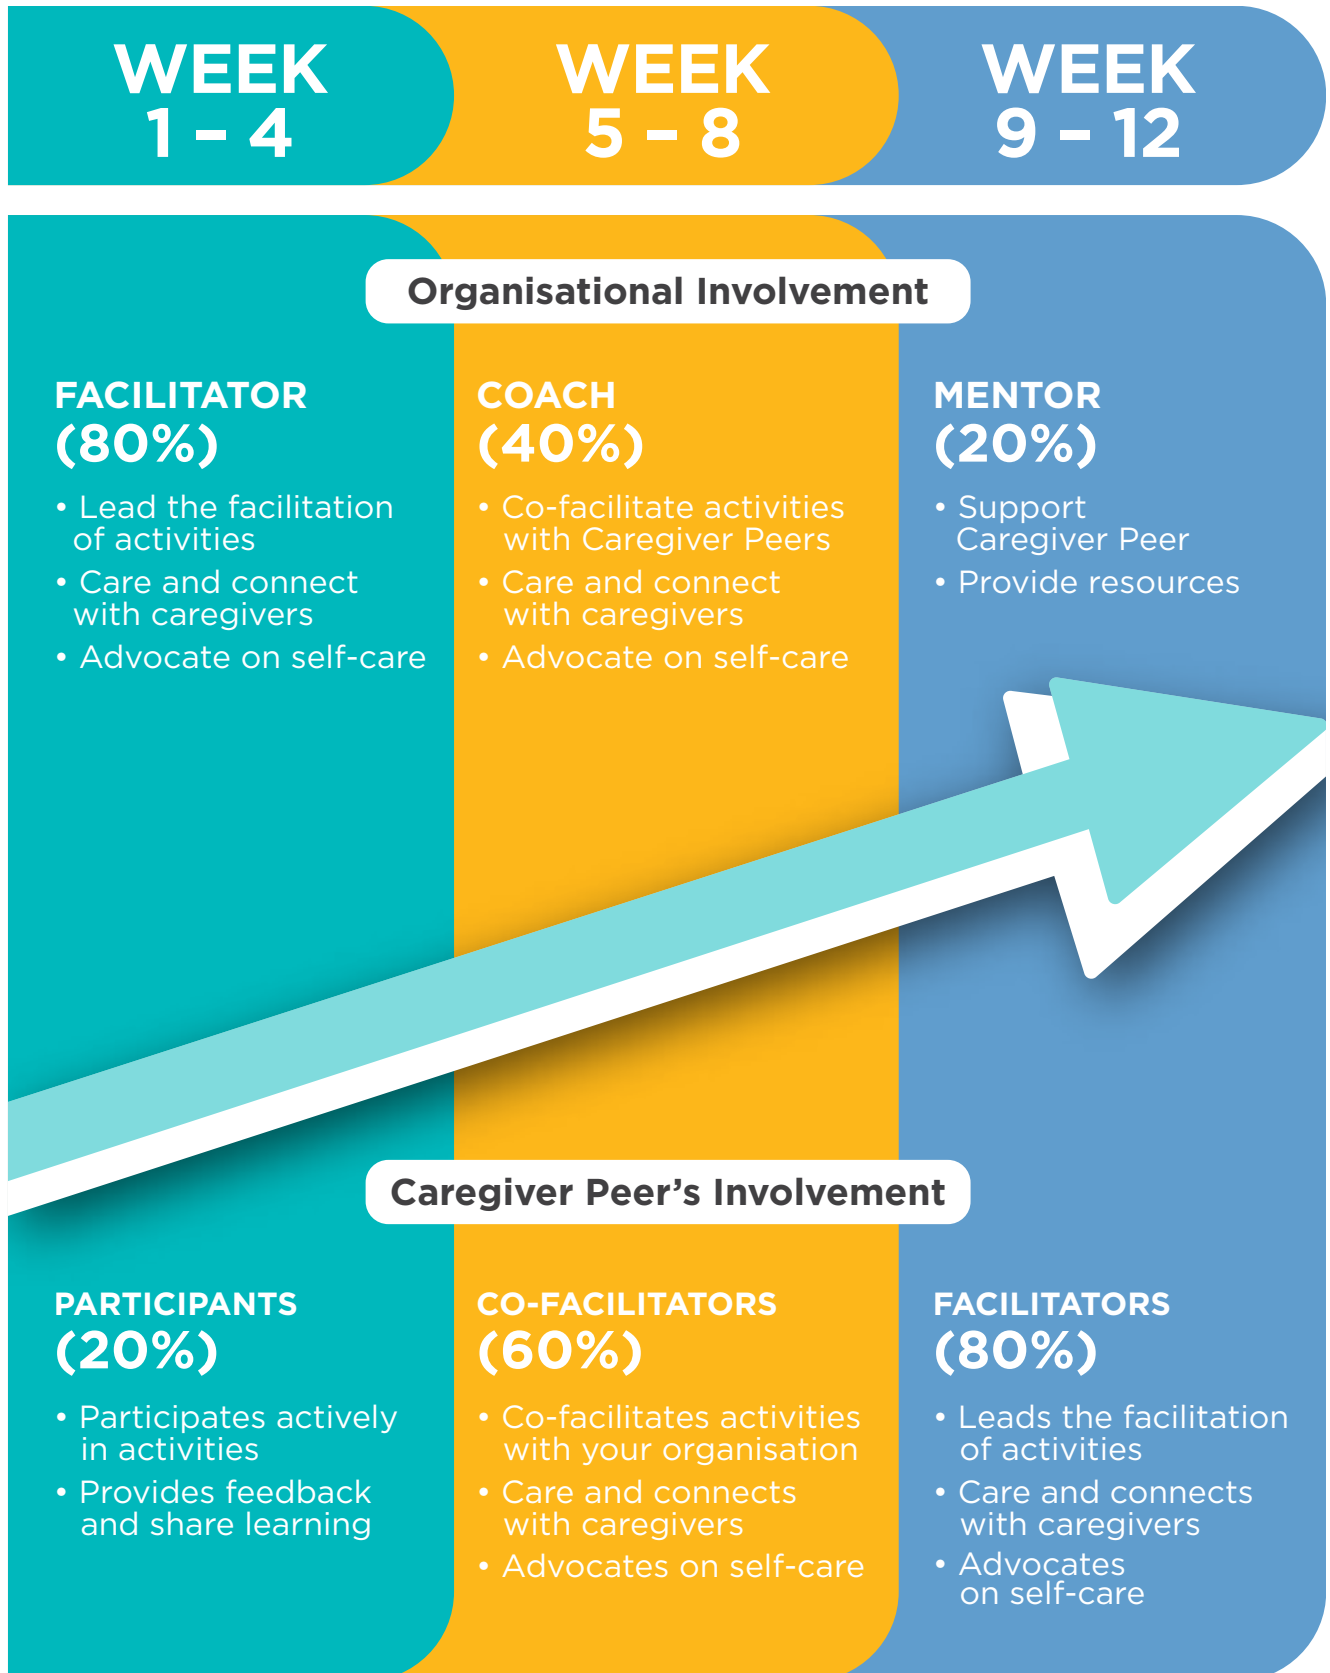 WEEK
1 – 4
WEEK
5 – 8
WEEK
9 – 12
Organisational Involvement
FACILITATOR
(80%)
• Lead the facilitation
of activities
• Care and connect
with caregivers
• Advocate on self-care
COACH
(40%)
• Co-facilitate activities
with Caregiver Peers
• Care and connect
with caregivers
• Advocate on self-care
MENTOR
(20%)
• Support
Caregiver Peer
• Provide resources
Caregiver Peer’s Involvement
PARTICIPANTS
(20%)
• Participates actively
in activities
• Provides feedback
and share learning
CO-FACILITATORS
(60%)
• Co-facilitates activities
with your organisation
• Care and connects
with caregivers
• Advocates on self-care
FACILITATORS
(80%)
• Leads the facilitation
of activities
• Care and connects
with caregivers
• Advocates
on self-care